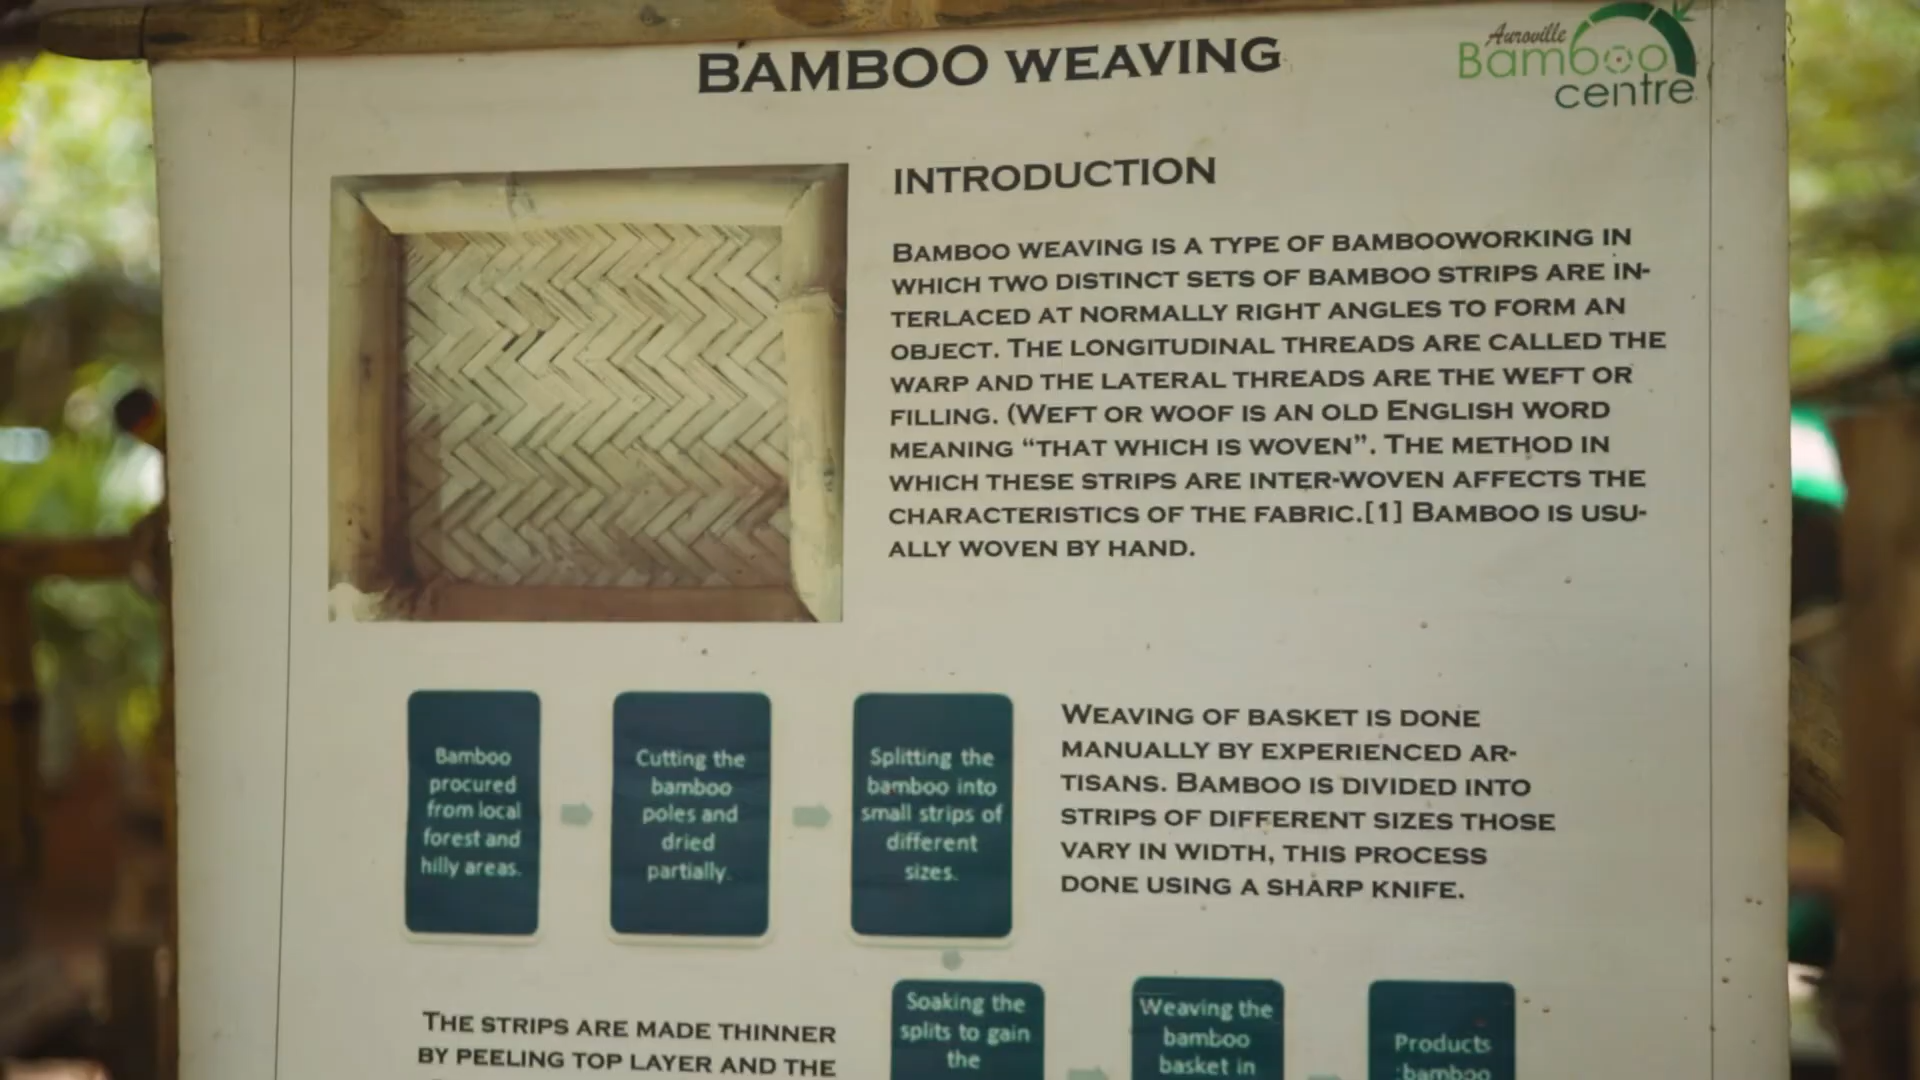 BAMBOO WEAVING
Auroville
Bamboo
centre
INTRODUCTION
BAMBOO WEAVING IS A TYPE OF BAMBOOWORKING IN
WHICH TWO DISTINCT SETS OF BAMBOO STRIPS ARE IN-
TERLACED AT NORMALLY RIGHT ANGLES TO FORM AN
OBJECT. THE LONGITUDINAL THREADS ARE CALLED THE
WARP AND THE LATERAL THREADS ARE THE WEFT OR
FILLING. (WEFT OR WOOF IS AN OLD ENGLISH WORD
MEANING “THAT WHICH IS WOVEN”. THE METHOD IN
WHICH THESE STRIPS ARE INTER-WOVEN AFFECTS THE
CHARACTERISTICS OF THE FABRIC.[1] BAMBOO IS USU-
ALLY WOVEN BY HAND.
Bamboo
procured
from local
forest and
hilly areas.
Cutting the
bamboo
poles and
dried
partially.
Splitting the
bamboo into
small strips of
different
sizes.
WEAVING OF BASKET IS DONE
MANUALLY BY EXPERIENCED AR-
TISANS. BAMBOO IS DIVIDED INTO
STRIPS OF DIFFERENT SIZES THOSE
VARY IN WIDTH, THIS PROCESS
DONE USING A SHARP KNIFE.
THE STRIPS ARE MADE THINNER
BY PEELING TOP LAYER AND THE
Soaking the
splits to gain
the
Weaving the
bamboo
basket in
Products
bamboo